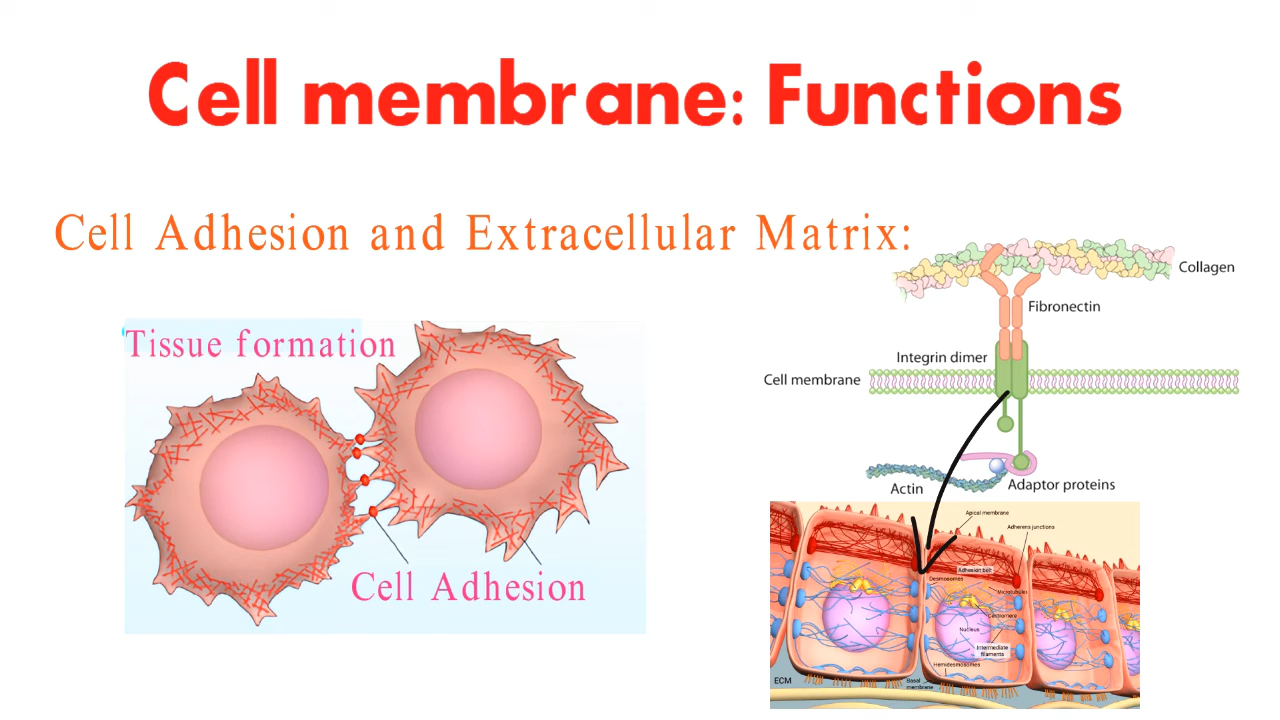 Cell membrane: Functions
Cell Adhesion and Extracellular Matrix:
Tissue formation
Cell Adhesion
Collagen
Fibronectin
Integrin dimer
Cell membrane
Actin
Adaptor proteins
Apical membrane
Adherens junctions
Adhesion belt
Desmosomes
Microtubules
Centromere
Nucleus
Intermediate
filaments
Hemidesmosomes
ECM
Basal
membrane